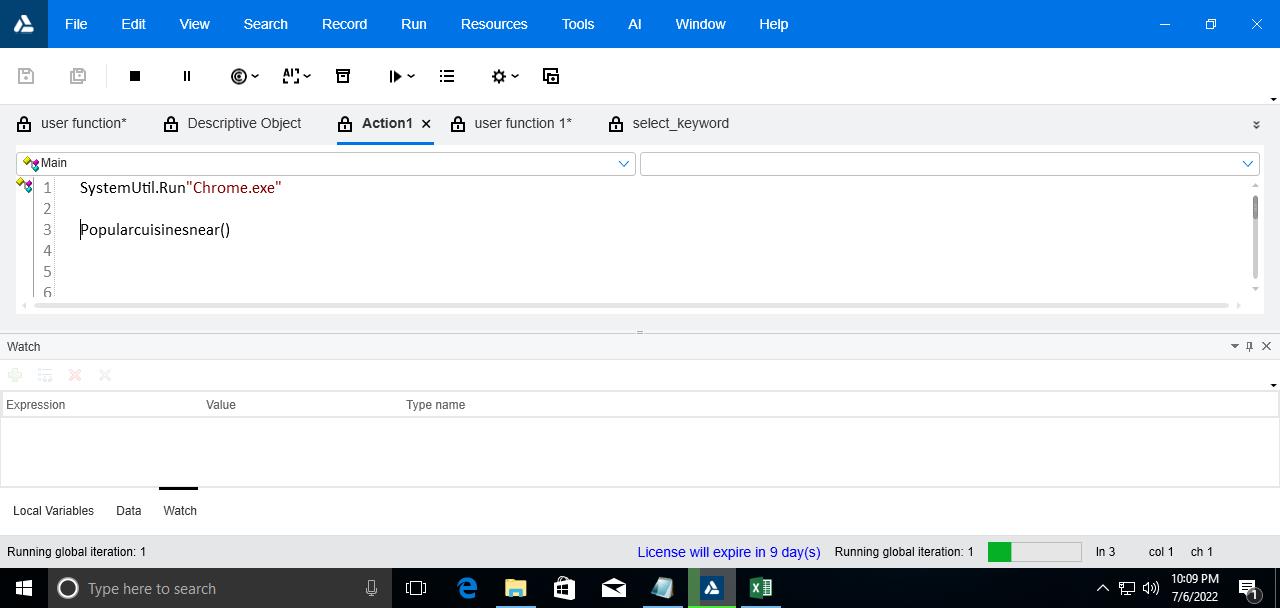 File Edit View Search Record Run Resources Tools AI Window Help
AI
user function* Descriptive Object Action1 user function 1* select_keyword
Main
1 SystemUtil.Run"Chrome.exe"
2
3 Popularcuisinesnear()
4
5
6
Watch
Expression Value Type name
Local Variables Data Watch
Running global iteration: 1 License will expire in 9 day(s) Running global iteration: 1 ln 3 col 1 ch 1
Type here to search
10:09 PM
7/6/2022
1